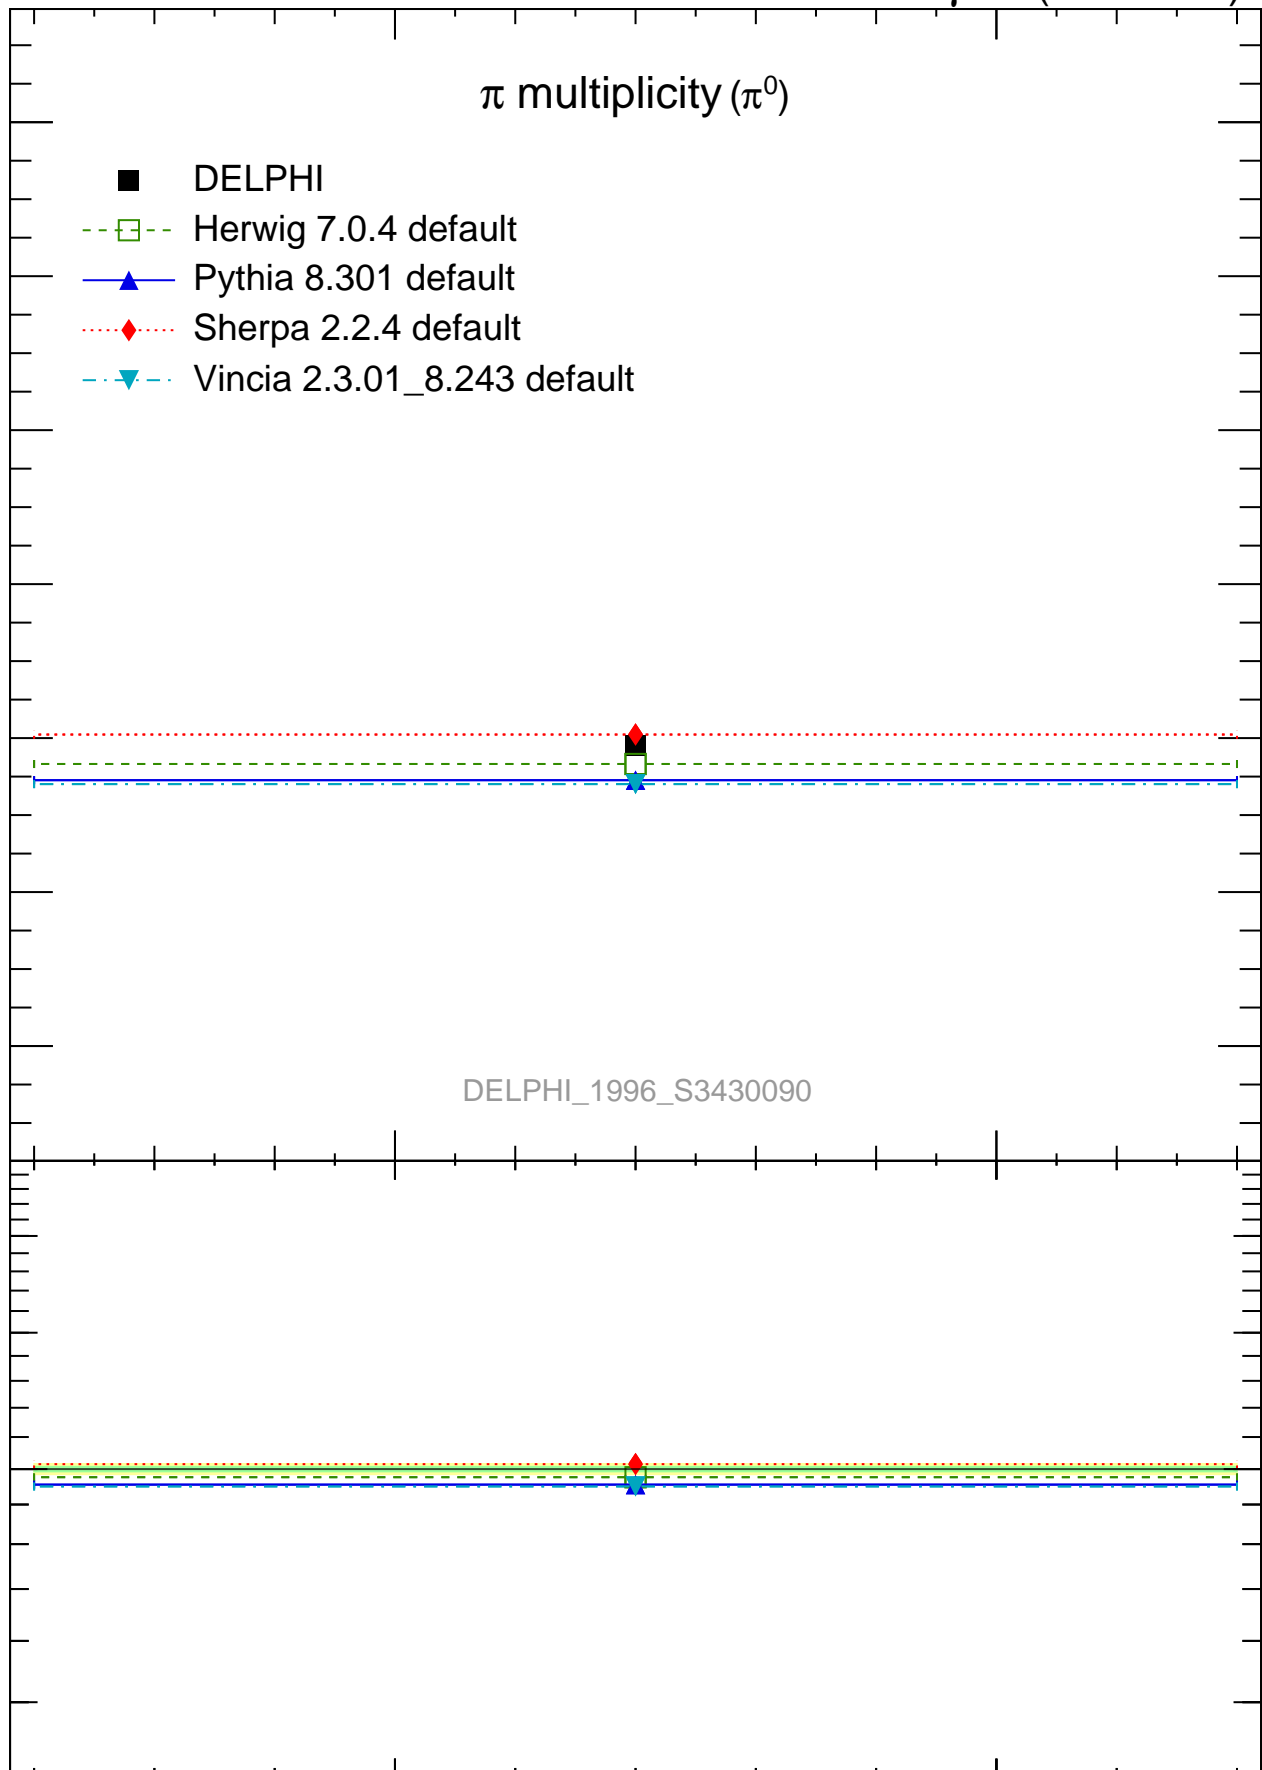 π multiplicity (π⁰)
DELPHI
Herwig 7.0.4 default
Pythia 8.301 default
Sherpa 2.2.4 default
Vincia 2.3.01_8.243 default
DELPHI_1996_S3430090